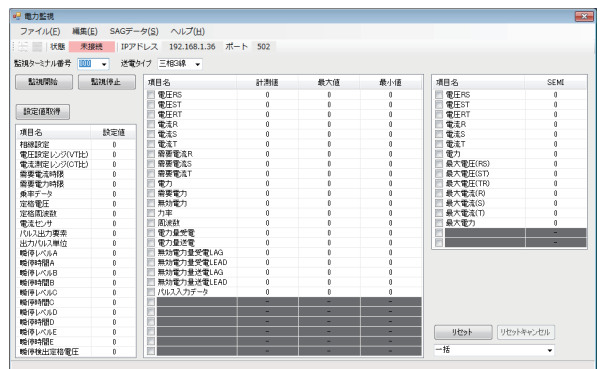 電力監視
ファイル(F) 編集(E) SAGデータ(S) ヘルプ(H)
状態 未接続 IPアドレス 192.168.1.36 ポート 502
監視ターミナル番号 送電タイプ 三相3線
監視開始 監視停止
設定値取得
項目名 設定値
相線設定 0
電圧設定レンジ(VT比) 0
電流測定レンジ(CT比) 0
需要電流時限 0
需要電力時限 0
乗率データ 0
定格電圧 0
定格周波数 0
電流センサ 0
パルス出力要素 0
出力パルス単位 0
瞬停レベルA 0
瞬停時間A 0
瞬停レベルB 0
瞬停時間B 0
瞬停レベルC 0
瞬停時間C 0
瞬停レベルD 0
瞬停時間D 0
瞬停レベルE 0
瞬停時間E 0
瞬停検出定格電圧 0
項目名 計測値 最大値 最小値
電圧RS 0 0 0
電圧ST 0 0 0
電圧RT 0 0 0
電流R 0 0 0
電流S 0 0 0
電流T 0 0 0
需要電流R 0 0 0
需要電流S 0 0 0
需要電流T 0 0 0
電力 0 0 0
需要電力 0 0 0
無効電力 0 0 0
力率 0 0 0
周波数 0 0 0
電力量受電 0 0 0
電力量送電 0 0 0
無効電力量受電LAG 0 0 0
無効電力量受電LEAD 0 0 0
無効電力量送電LAG 0 0 0
無効電力量送電LEAD 0 0 0
パルス入力データ 0 0 0
- - -
- - -
- - -
- - -
- - -
- - -
項目名 SEMI
電圧RS 0
電圧ST 0
電圧RT 0
電流R 0
電流S 0
電流T 0
電力 0
最大電圧(RS) 0
最大電圧(ST) 0
最大電圧(TR) 0
最大電流(R) 0
最大電流(S) 0
最大電流(T) 0
最大電力 0
-
-
リセット リセットキャンセル
一括